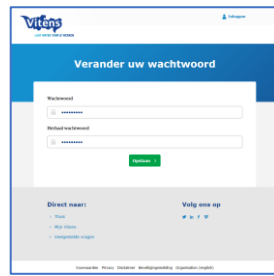 Vitens
Inloggen
Verander uw wachtwoord
Wachtwoord
Herhaal wachtwoord
Opslaan >
Direct naar:
Volg ons op
Thuis
Mijn Vitens
Veelgestelde vragen
Voorwaarden Privacy Disclaimer Beveiligingsmelding Organisation (english)